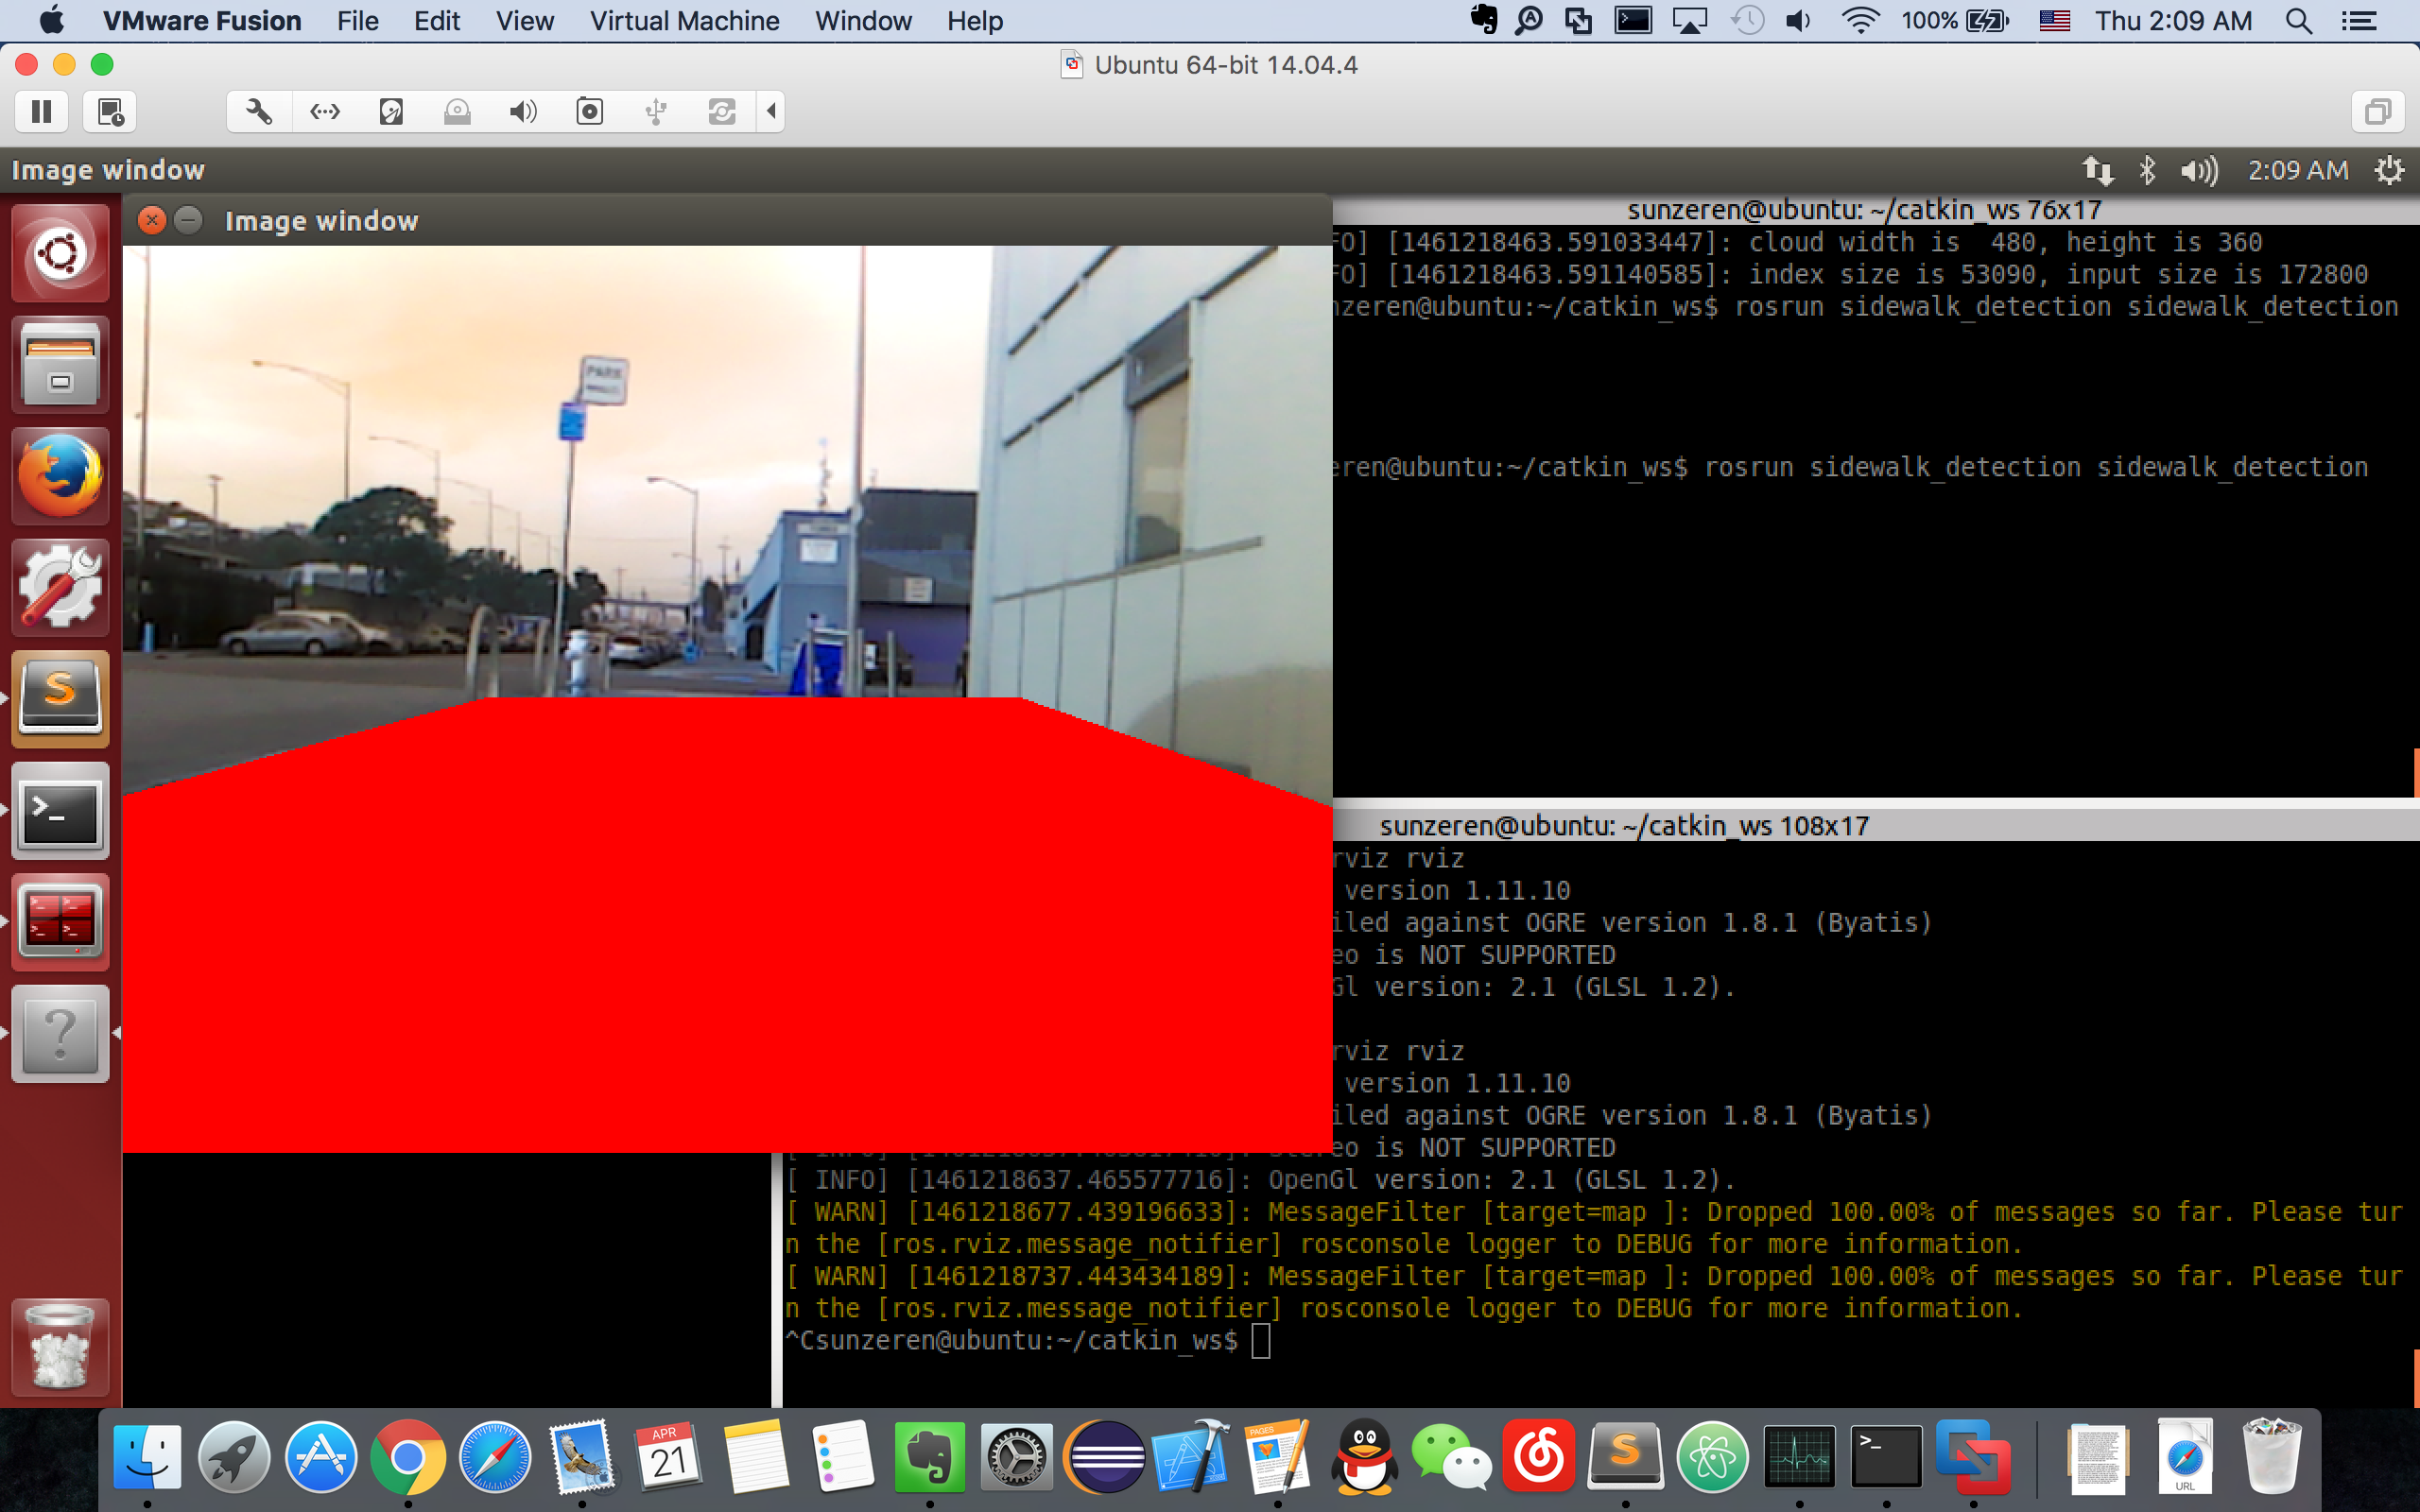 VMware Fusion File Edit View Virtual Machine Window Help 100% Thu 2:09 AM
Ubuntu 64-bit 14.04.4
Image window 2:09 AM
Image window
PARK
sunzeren@ubuntu: ~/catkin_ws 76x17
FO] [1461218463.591033447]: cloud width is  480, height is 360
FO] [1461218463.591140585]: index size is 53090, input size is 172800
nzeren@ubuntu:~/catkin_ws$ rosrun sidewalk_detection sidewalk_detection
eren@ubuntu:~/catkin_ws$ rosrun sidewalk_detection sidewalk_detection
sunzeren@ubuntu: ~/catkin_ws 108x17
rviz rviz
version 1.11.10
iled against OGRE version 1.8.1 (Byatis)
eo is NOT SUPPORTED
Gl version: 2.1 (GLSL 1.2).
rviz rviz
version 1.11.10
iled against OGRE version 1.8.1 (Byatis)
eo is NOT SUPPORTED
[ INFO] [1461218637.465577716]: OpenGl version: 2.1 (GLSL 1.2).
[ WARN] [1461218677.439196633]: MessageFilter [target=map ]: Dropped 100.00% of messages so far. Please tur
n the [ros.rviz.message_notifier] rosconsole logger to DEBUG for more information.
[ WARN] [1461218737.443434189]: MessageFilter [target=map ]: Dropped 100.00% of messages so far. Please tur
n the [ros.rviz.message_notifier] rosconsole logger to DEBUG for more information.
^Csunzeren@ubuntu:~/catkin_ws$
APR
21
PAGES
URL